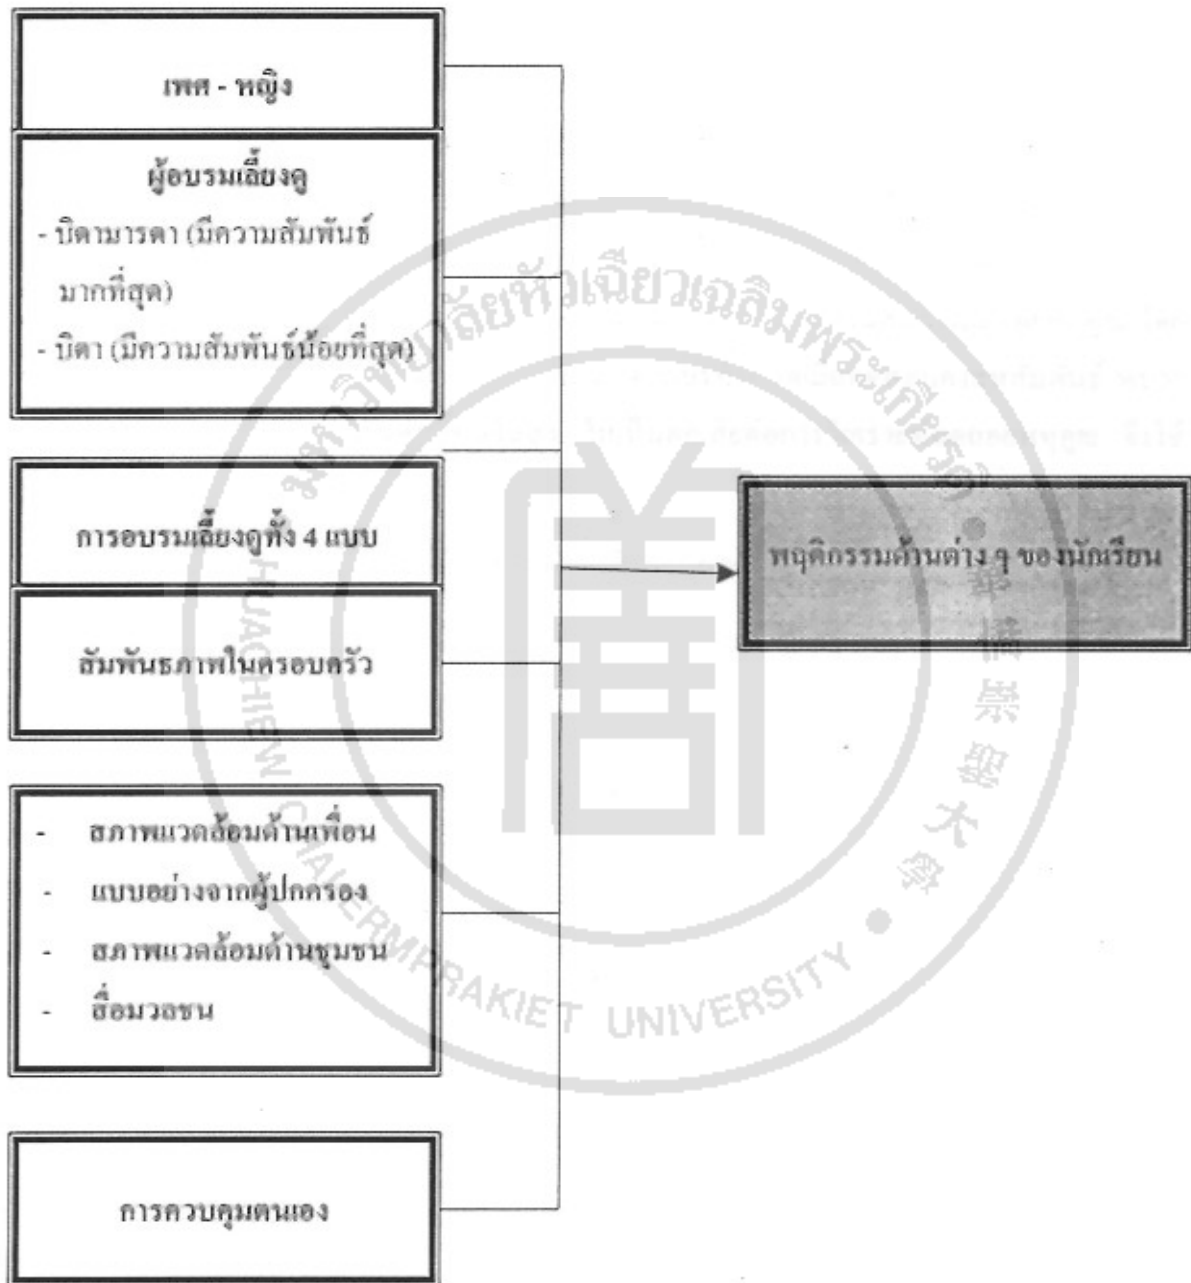 เพศ - หญิง
ผู้อบรมเลี้ยงดู
- บิดามารดา (มีความสัมพันธ์
มากที่สุด)
- บิดา (มีความสัมพันธ์น้อยที่สุด)
การอบรมเลี้ยงดูทั้ง 4 แบบ
สัมพันธภาพในครอบครัว
- สภาพแวดล้อมด้านเพื่อน
- แบบอย่างจากผู้ปกครอง
- สภาพแวดล้อมด้านชุมชน
- สื่อมวลชน
การควบคุมตนเอง
พฤติกรรมด้านต่าง ๆ ของนักเรียน
มหาวิทยาลัยหัวเฉียวเฉลิมพระเกียรติ
HUACHIEW CHALERMPRAKIET UNIVERSITY
華僑崇聖大學